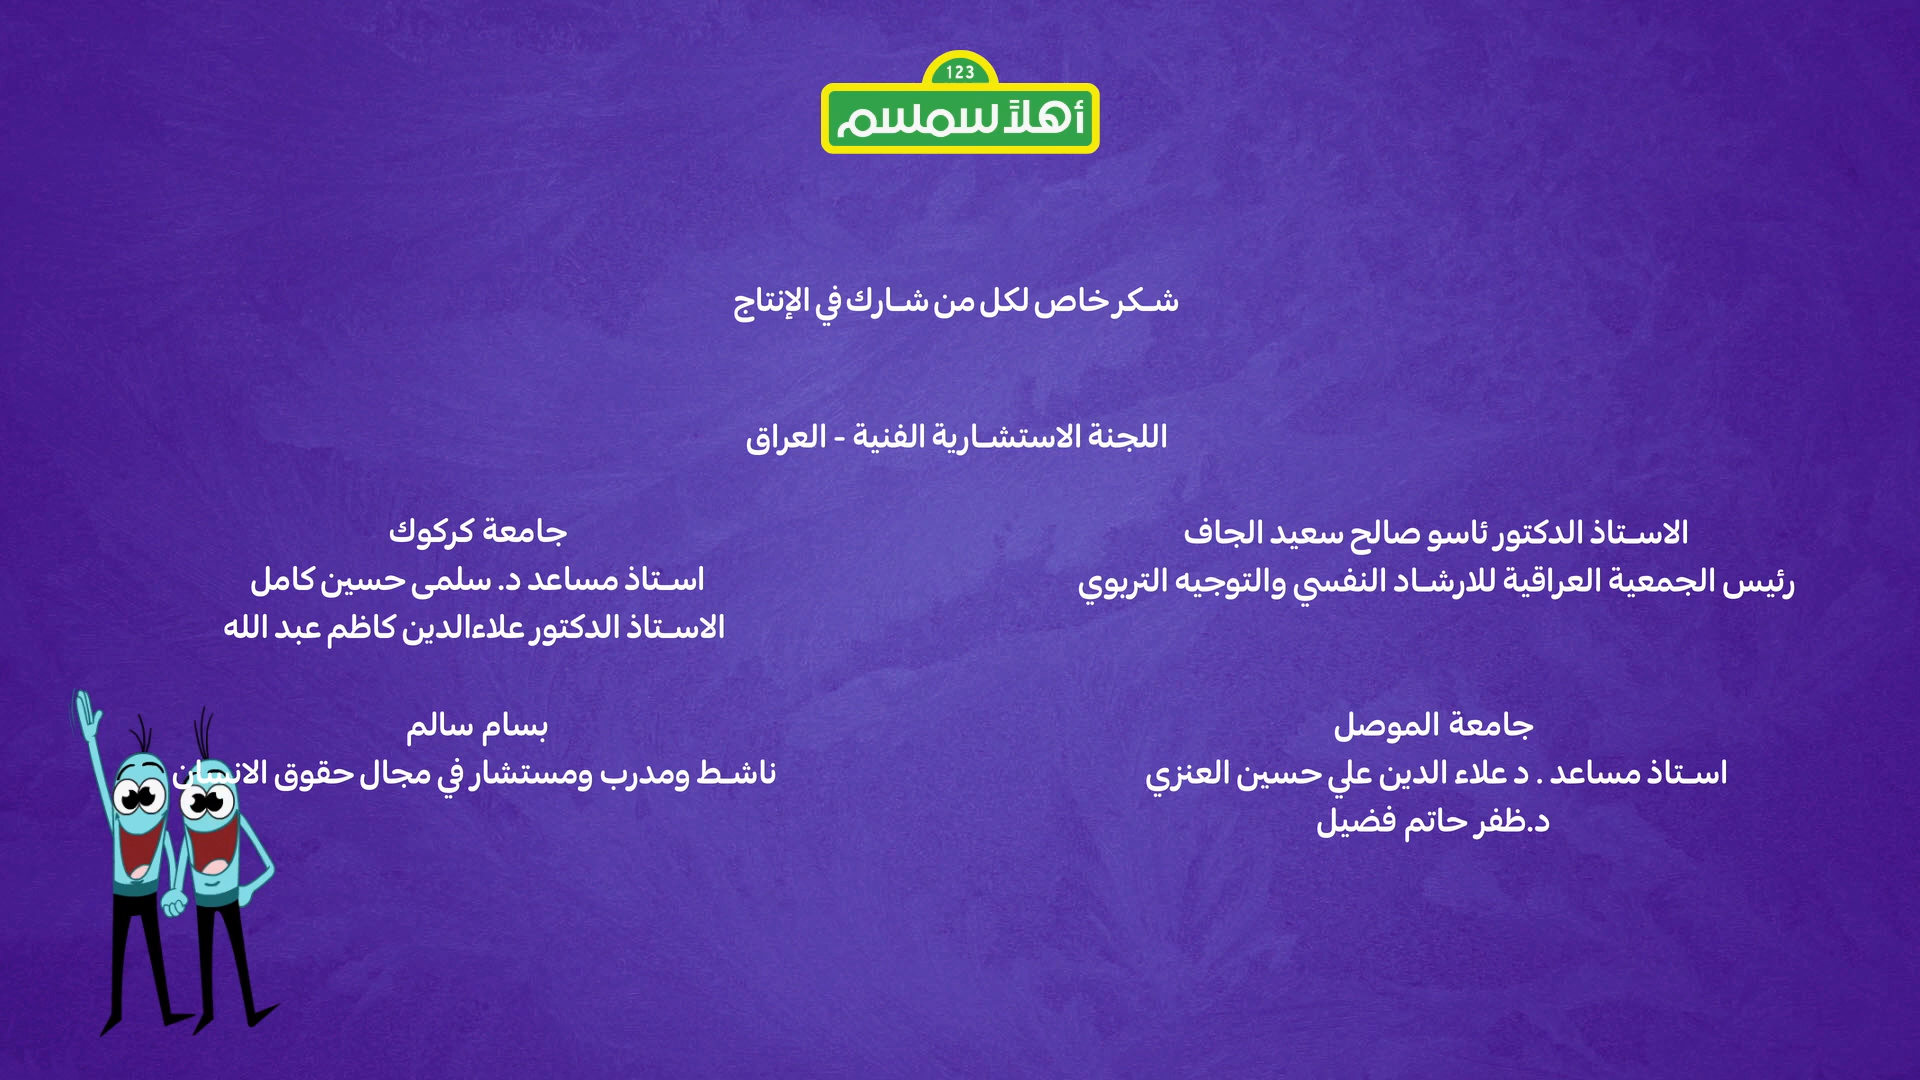 123
أهلاً سمسم
شكر خاص لكل من شارك في الإنتاج
اللجنة الاستشارية الفنية - العراق
الاستاذ الدكتور ئاسو صالح سعيد الجاف
رئيس الجمعية العراقية للارشاد النفسي والتوجيه التربوي
جامعة كركوك
استاذ مساعد د. سلمى حسين كامل
الاستاذ الدكتور علاءالدين كاظم عبد الله
جامعة الموصل
استاذ مساعد . د علاء الدين علي حسين العنزي
د.ظفر حاتم فضيل
بسام سالم
ناشط ومدرب ومستشار في مجال حقوق الانسان